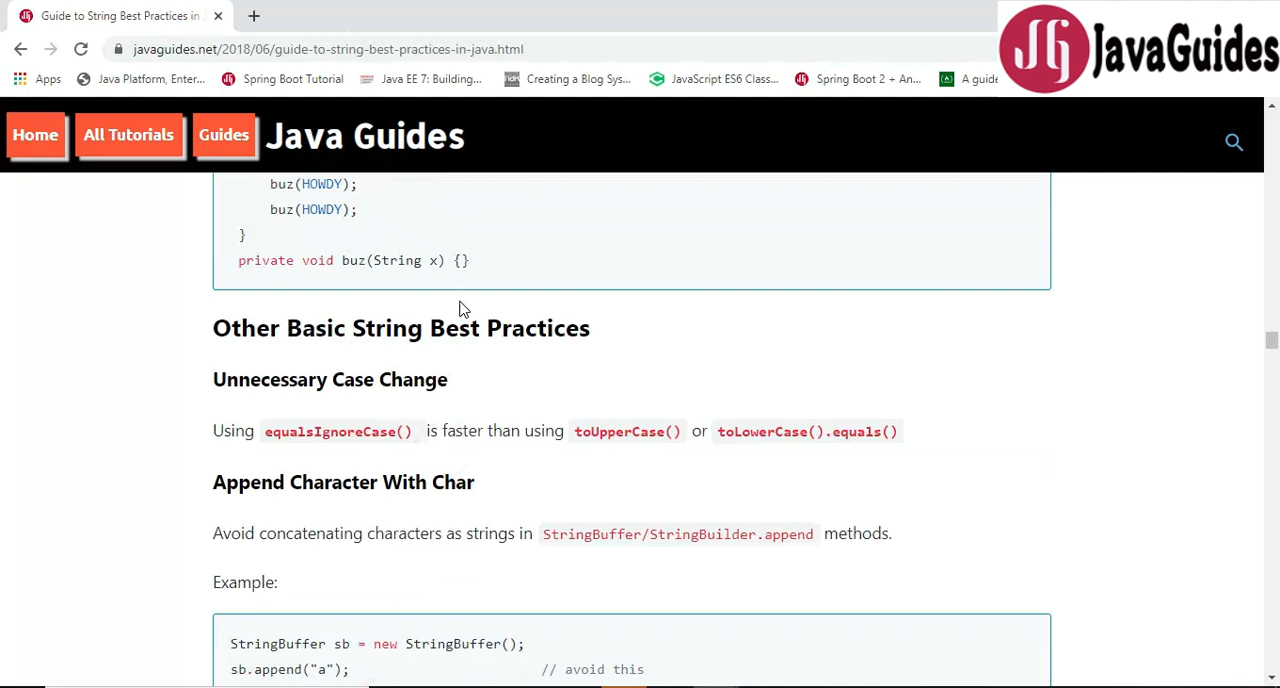 Guide to String Best Practices in
javaguides.net/2018/06/guide-to-string-best-practices-in-java.html
JavaGuides
Apps Java Platform, Enter... Spring Boot Tutorial Java EE 7: Building... Creating a Blog Sys... JavaScript ES6 Class... Spring Boot 2 + An... A guide
Home All Tutorials Guides Java Guides
buz(HOWDY);
buz(HOWDY);
}
private void buz(String x) {}
Other Basic String Best Practices
Unnecessary Case Change
Using equalsIgnoreCase() is faster than using toUpperCase() or toLowerCase().equals()
Append Character With Char
Avoid concatenating characters as strings in StringBuffer/StringBuilder.append methods.
Example:
StringBuffer sb = new StringBuffer();
sb.append("a"); // avoid this